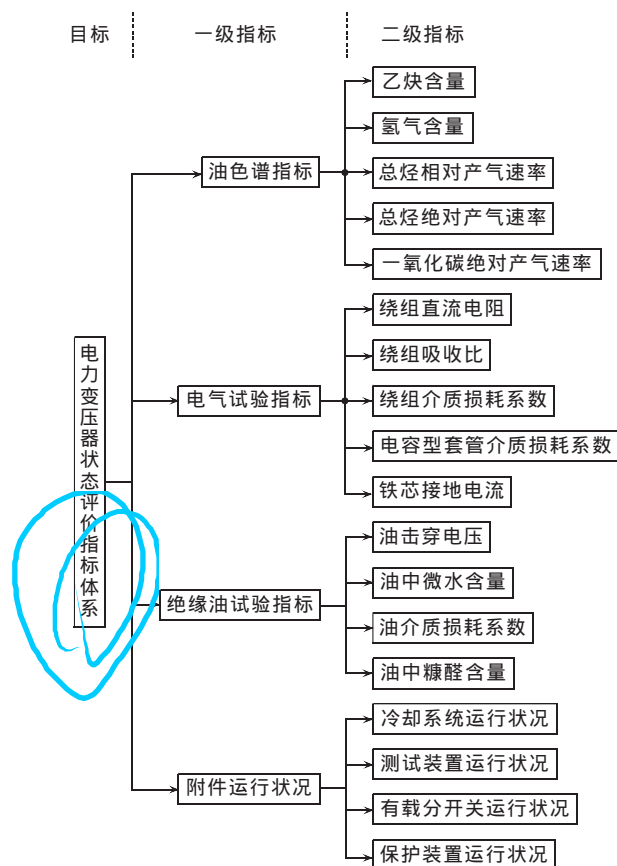 目标 一级指标 二级指标
电力变压器状态评价指标体系
油色谱指标
乙炔含量
氢气含量
总烃相对产气速率
总烃绝对产气速率
一氧化碳绝对产气速率
电气试验指标
绕组直流电阻
绕组吸收比
绕组介质损耗系数
电容型套管介质损耗系数
铁芯接地电流
绝缘油试验指标
油击穿电压
油中微水含量
油介质损耗系数
油中糠醛含量
附件运行状况
冷却系统运行状况
测试装置运行状况
有载分开关运行状况
保护装置运行状况